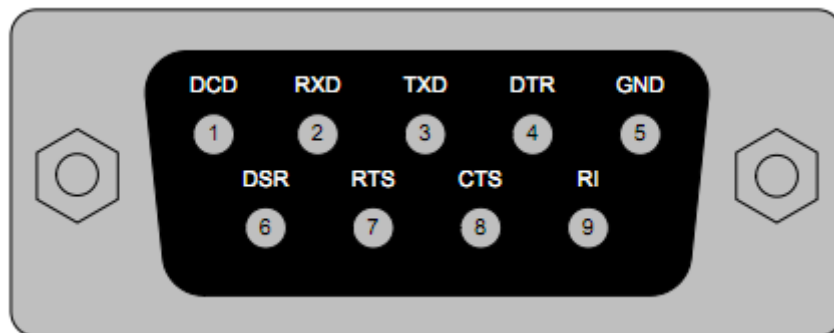 DCD RXD TXD DTR GND
1 2 3 4 5
DSR RTS CTS RI
6 7 8 9